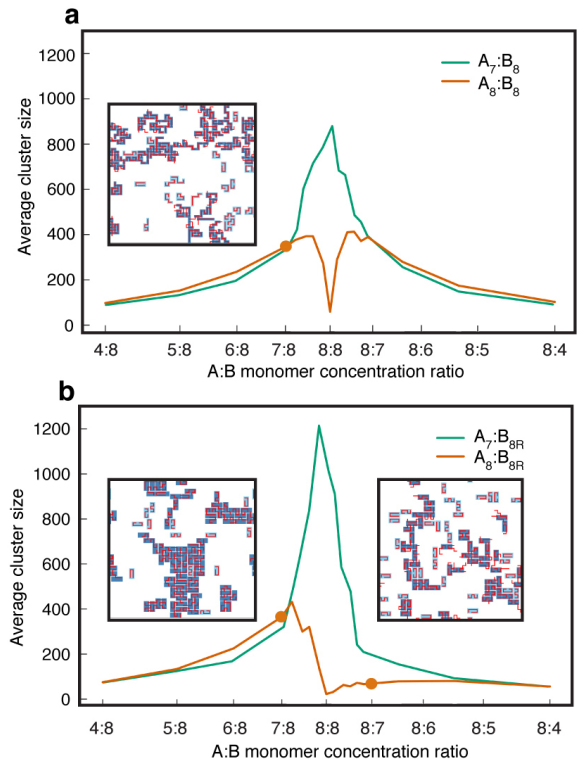 a
1200
1000
800
600
400
200
0
Average cluster size
A7:B8
A8:B8
4:8 5:8 6:8 7:8 8:8 8:7 8:6 8:5 8:4
A:B monomer concentration ratio
b
1200
1000
800
600
400
200
0
Average cluster size
A7:B8R
A8:B8R
4:8 5:8 6:8 7:8 8:8 8:7 8:6 8:5 8:4
A:B monomer concentration ratio